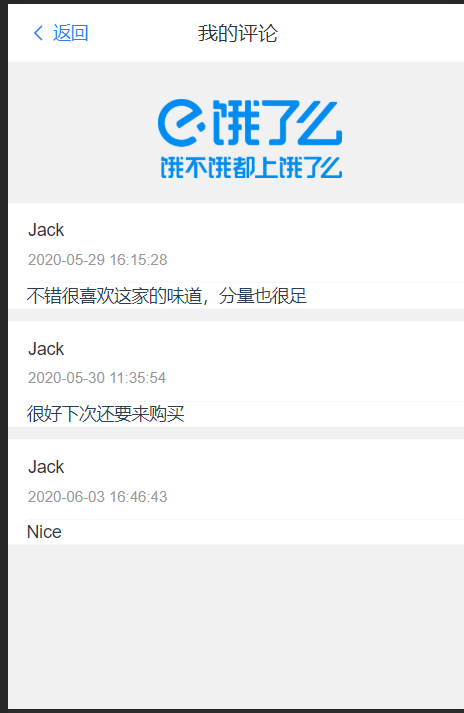 返回 我的评论
饿了么
饿不饿都上饿了么
Jack
2020-05-29 16:15:28
不错很喜欢这家的味道，分量也很足
Jack
2020-05-30 11:35:54
很好下次还要来购买
Jack
2020-06-03 16:46:43
Nice